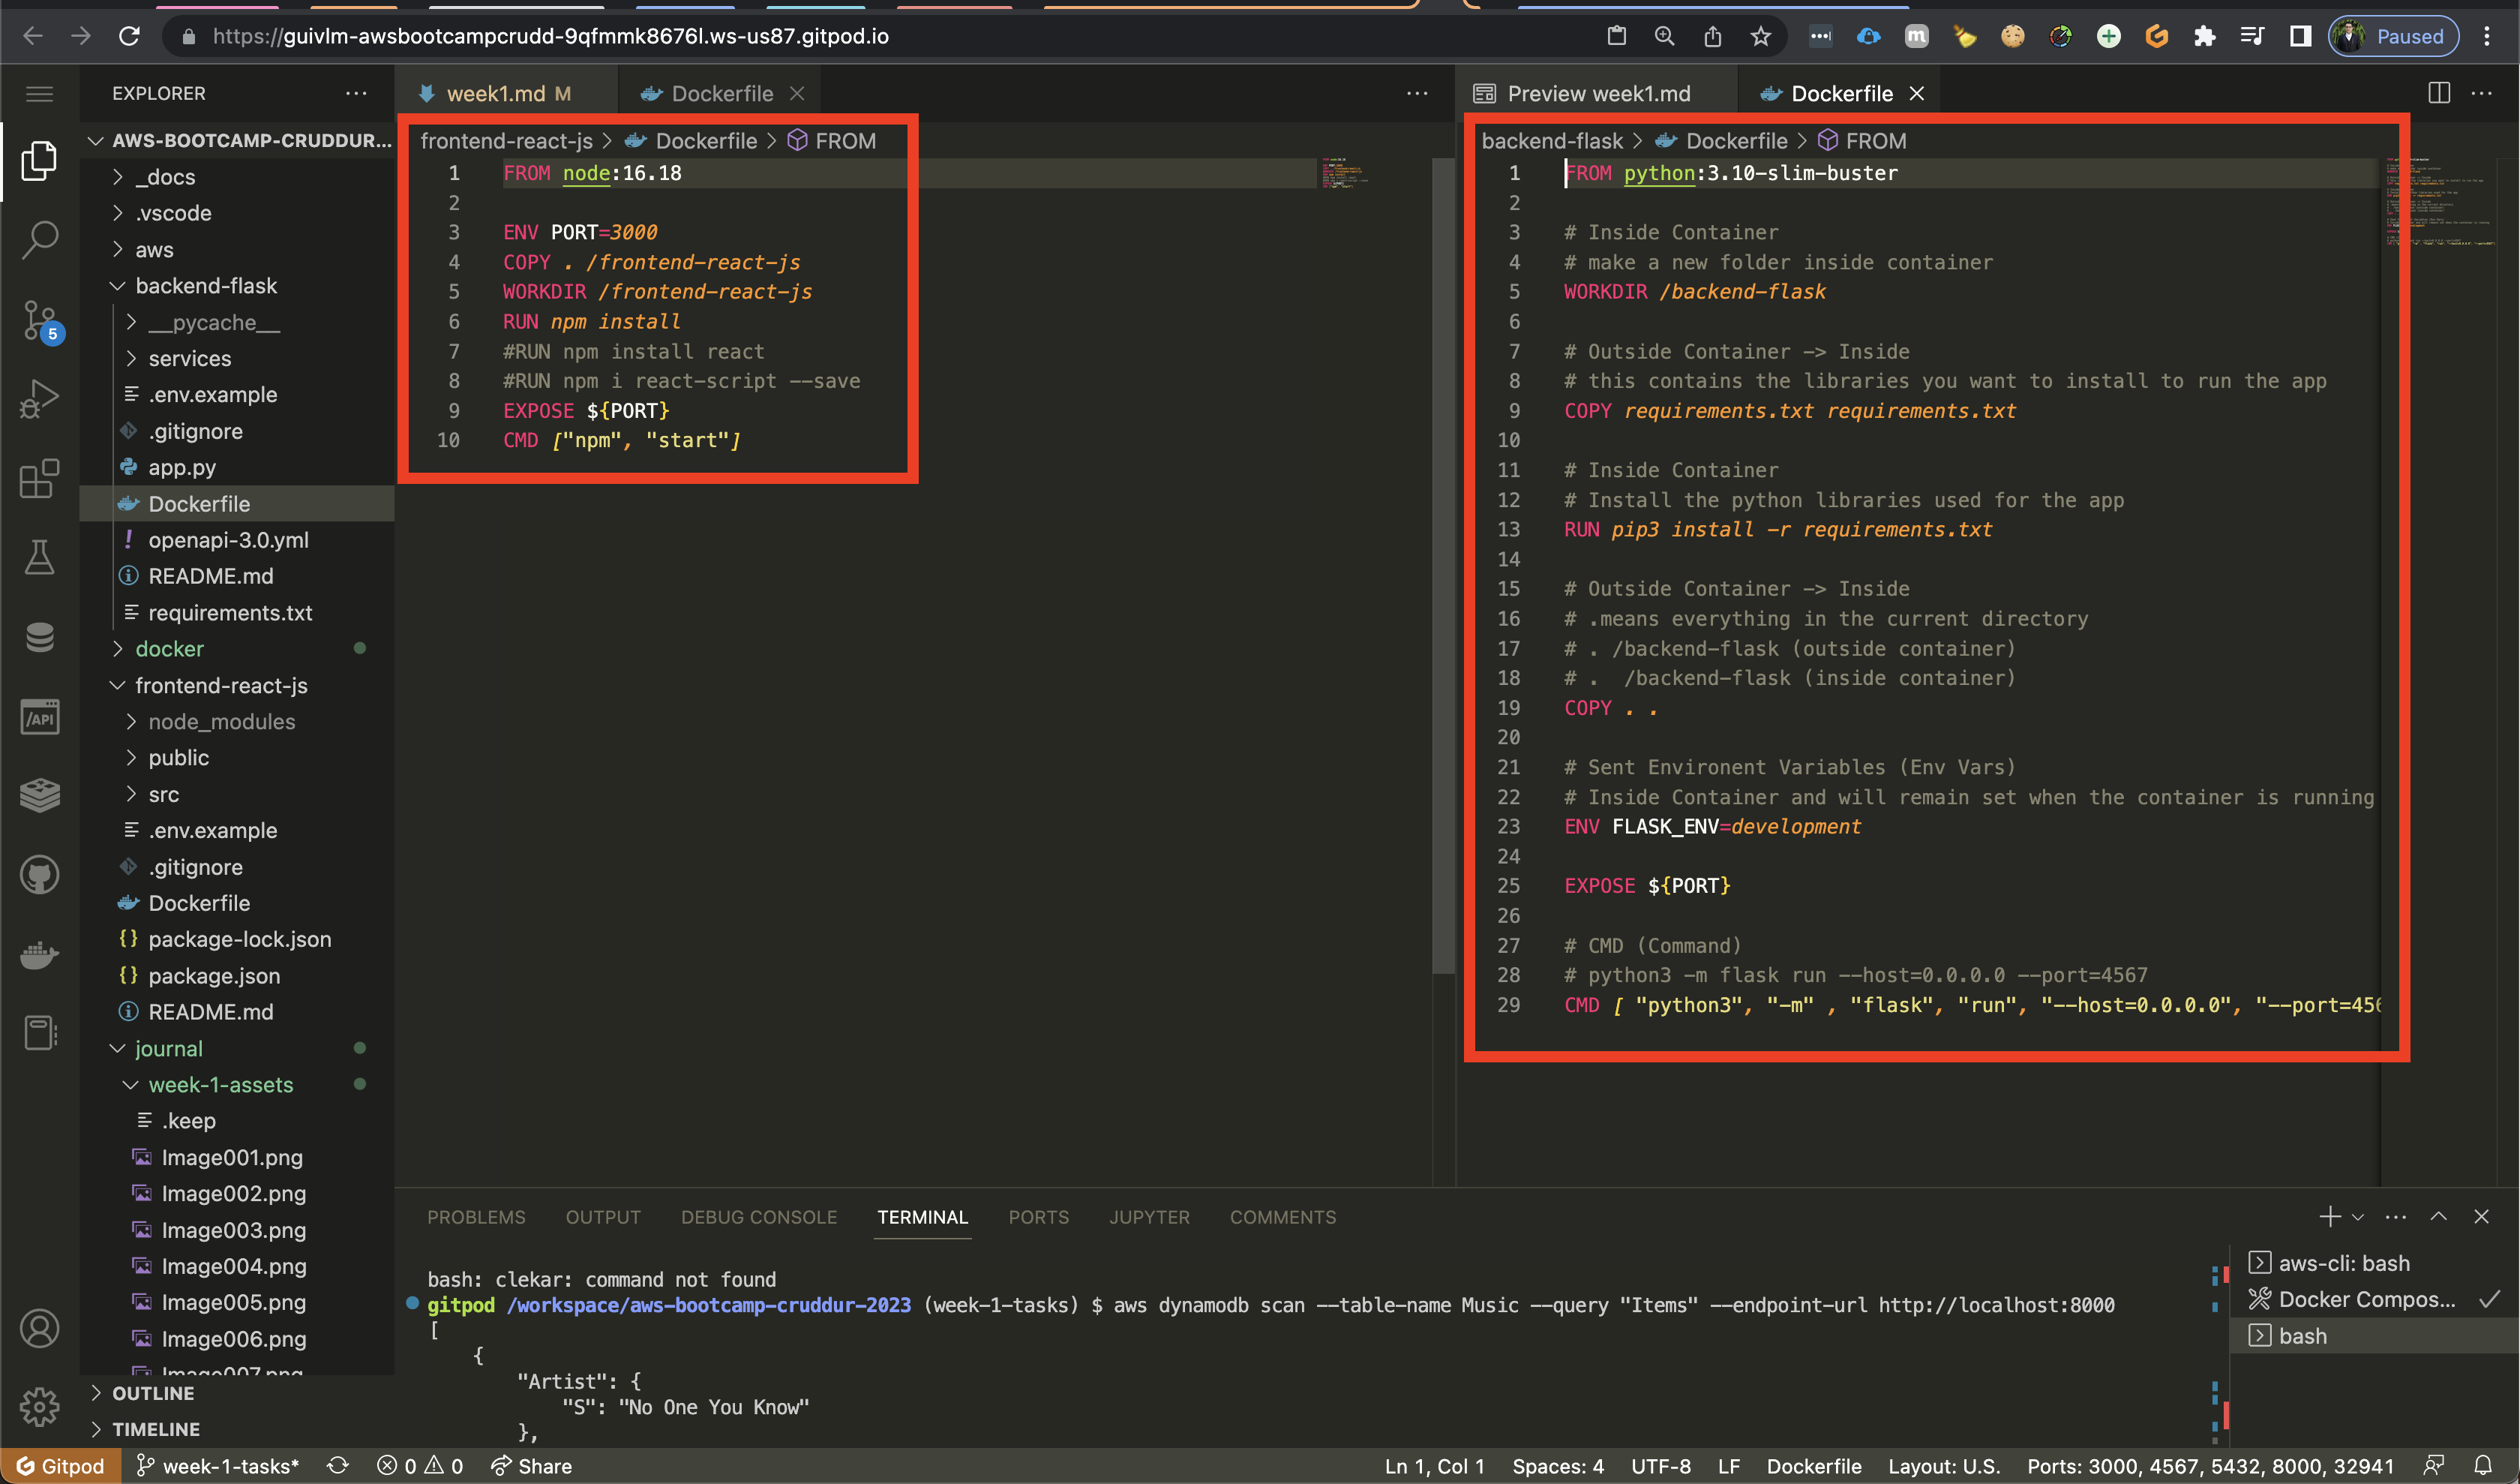 https://guivlm-awsbootcampcrudd-9qfmmk8676l.ws-us87.gitpod.io
Paused
EXPLORER
AWS-BOOTCAMP-CRUDDUR...
_docs
.vscode
aws
backend-flask
__pycache__
services
.env.example
.gitignore
app.py
Dockerfile
openapi-3.0.yml
README.md
requirements.txt
docker
frontend-react-js
node_modules
public
src
.env.example
.gitignore
Dockerfile
package-lock.json
package.json
README.md
journal
week-1-assets
.keep
Image001.png
Image002.png
Image003.png
Image004.png
Image005.png
Image006.png
Image007.png
OUTLINE
TIMELINE
5
/API
week1.md M
Dockerfile
frontend-react-js > Dockerfile > FROM
1 FROM node:16.18
2
3 ENV PORT=3000
4 COPY . /frontend-react-js
5 WORKDIR /frontend-react-js
6 RUN npm install
7 #RUN npm install react
8 #RUN npm i react-script --save
9 EXPOSE ${PORT}
10 CMD ["npm", "start"]
Preview week1.md
Dockerfile
backend-flask > Dockerfile > FROM
1 FROM python:3.10-slim-buster
2
3 # Inside Container
4 # make a new folder inside container
5 WORKDIR /backend-flask
6
7 # Outside Container -> Inside
8 # this contains the libraries you want to install to run the app
9 COPY requirements.txt requirements.txt
10
11 # Inside Container
12 # Install the python libraries used for the app
13 RUN pip3 install -r requirements.txt
14
15 # Outside Container -> Inside
16 # .means everything in the current directory
17 # . /backend-flask (outside container)
18 # .  /backend-flask (inside container)
19 COPY . .
20
21 # Sent Environent Variables (Env Vars)
22 # Inside Container and will remain set when the container is running
23 ENV FLASK_ENV=development
24
25 EXPOSE ${PORT}
26
27 # CMD (Command)
28 # python3 -m flask run --host=0.0.0.0 --port=4567
29 CMD [ "python3", "-m" , "flask", "run", "--host=0.0.0.0", "--port=456
PROBLEMS OUTPUT DEBUG CONSOLE TERMINAL PORTS JUPYTER COMMENTS
bash: clekar: command not found
gitpod /workspace/aws-bootcamp-cruddur-2023 (week-1-tasks) $ aws dynamodb scan --table-name Music --query "Items" --endpoint-url http://localhost:8000
[
{
"Artist": {
"S": "No One You Know"
},
aws-cli: bash
Docker Compos...
bash
Gitpod week-1-tasks* 0 0 Share Ln 1, Col 1 Spaces: 4 UTF-8 LF Dockerfile Layout: U.S. Ports: 3000, 4567, 5432, 8000, 32941